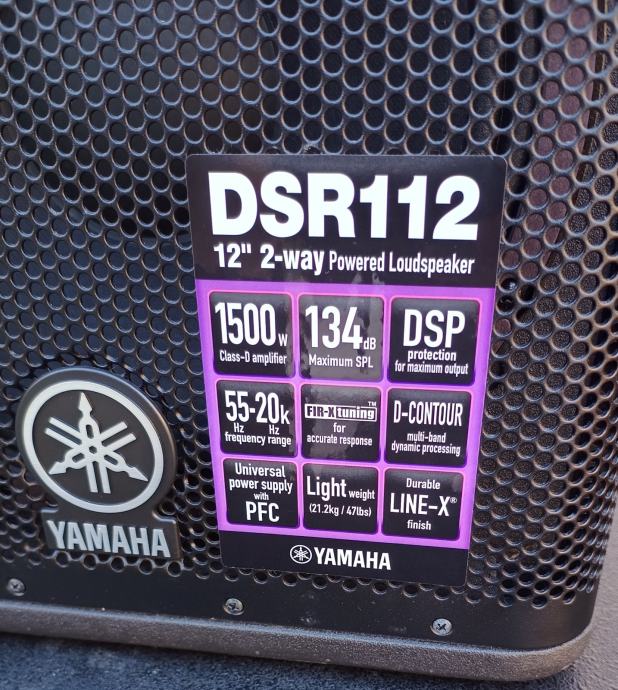 DSR112
12" 2-way Powered Loudspeaker
1500W
Class-D amplifier
134dB
Maximum SPL
DSP
protection
for maximum output
55-20k
Hz Hz
frequency range
FIR-X tuning™
for
accurate response
D-CONTOUR
multi-band
dynamic processing
Universal
power supply
with
PFC
Light weight
(21.2kg / 47lbs)
Durable
LINE-X®
finish
YAMAHA
YAMAHA